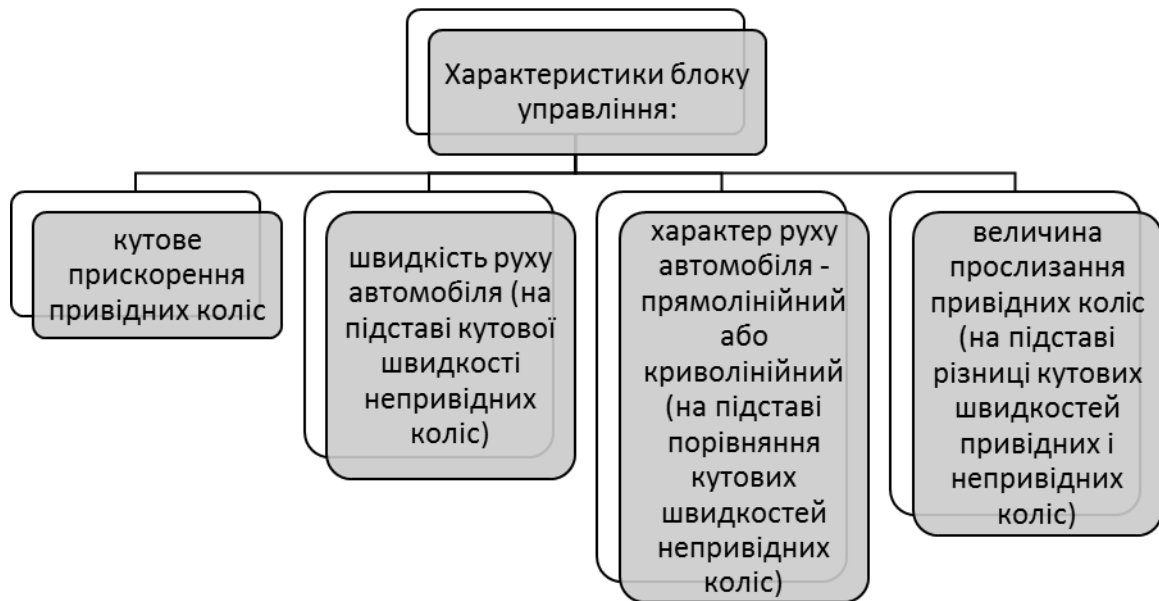 Характеристики блоку
управління:
кутове
прискорення
привідних коліс
швидкість руху
автомобіля (на
підставі кутової
швидкості
непривідних
коліс)
характер руху
автомобіля -
прямолінійний
або
криволінійний
(на підставі
порівняння
кутових
швидкостей
непривідних
коліс)
величина
прослизання
привідних коліс
(на підставі
різниці кутових
швидкостей
привідних і
непривідних
коліс)